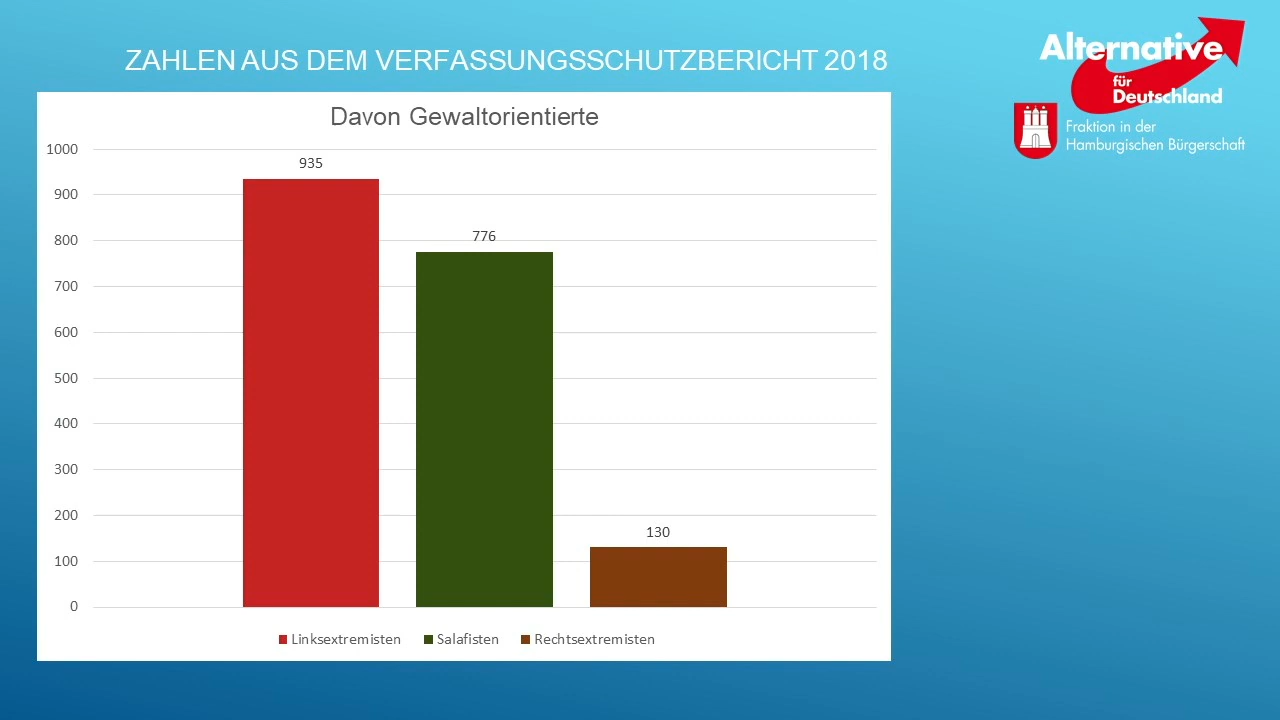 ZAHLEN AUS DEM VERFASSUNGSSCHUTZBERICHT 2018
Alternative
für
Deutschland
Fraktion in der
Hamburgischen Bürgerschaft
Davon Gewaltorientierte
1000
900
800
700
600
500
400
300
200
100
0
935
776
130
Linksextremisten Salafisten Rechtsextremisten